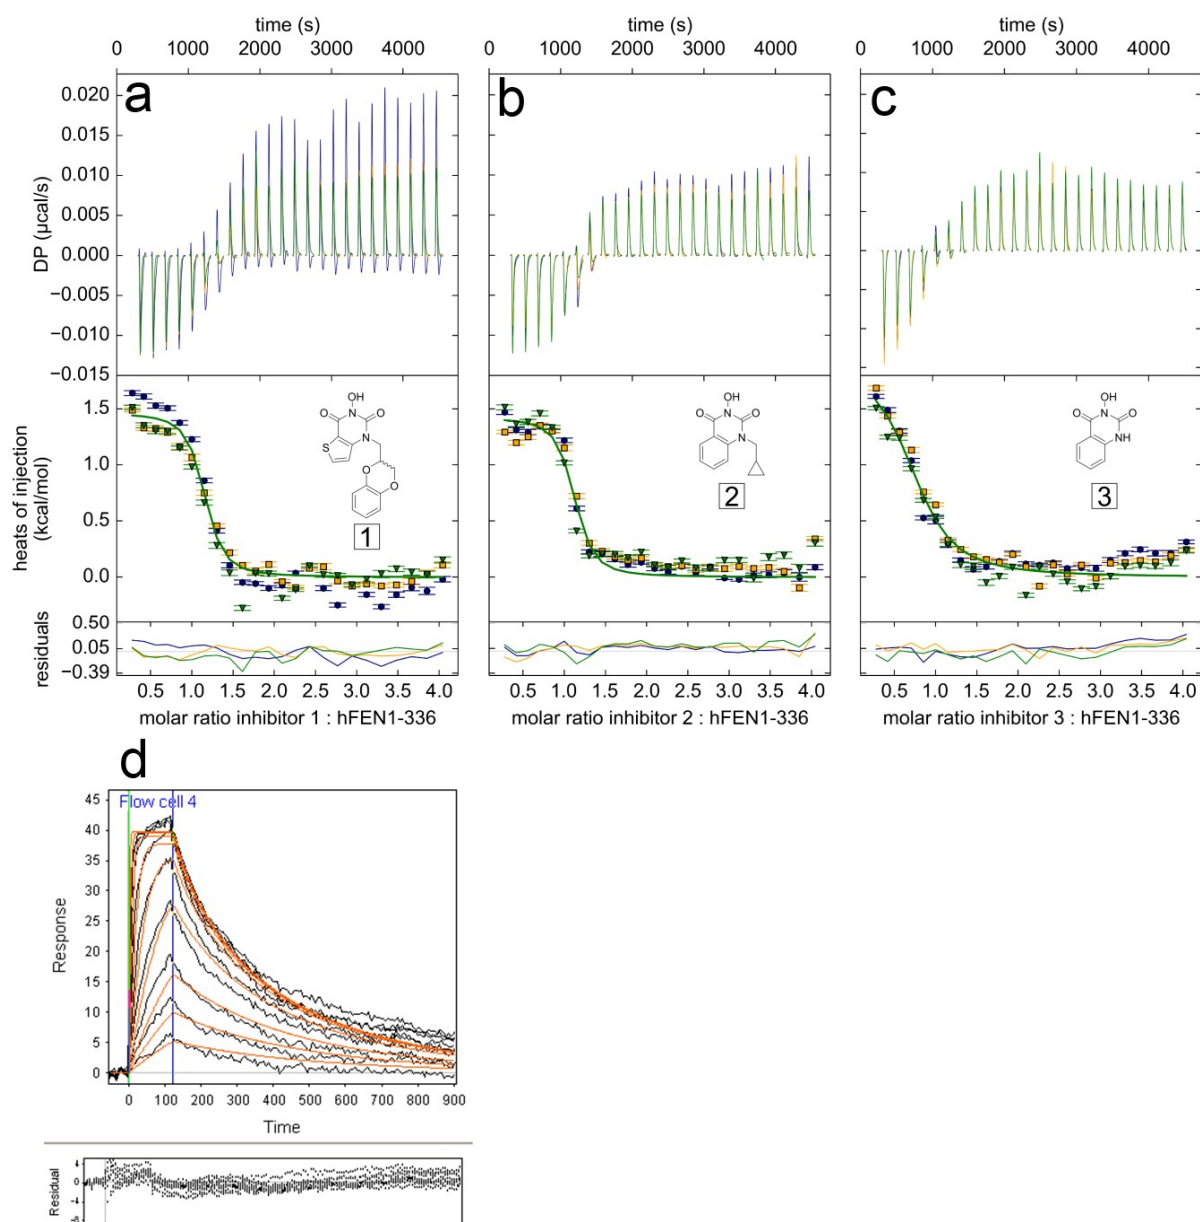 time (s)
time (s)
time (s)
0 1000 2000 3000 4000
0 1000 2000 3000 4000
0 1000 2000 3000 4000
a
b
c
DP (μcal/s)
0.020
0.015
0.010
0.005
0.000
−0.005
−0.010
−0.015
heats of injection
(kcal/mol)
1.5
1.0
0.5
0.0
OH
O N O
N
S
O
O
1
OH
O N O
N
2
OH
O N O
NH
3
residuals
0.50
0.05
−0.39
0.5 1.0 1.5 2.0 2.5 3.0 3.5 4.0
0.5 1.0 1.5 2.0 2.5 3.0 3.5 4.0
0.5 1.0 1.5 2.0 2.5 3.0 3.5 4.0
molar ratio inhibitor 1 : hFEN1-336
molar ratio inhibitor 2 : hFEN1-336
molar ratio inhibitor 3 : hFEN1-336
d
Flow cell 4
Response
45
40
35
30
25
20
15
10
5
0
0 100 200 300 400 500 600 700 800 900
Time
Residual
4
0
-4
-8